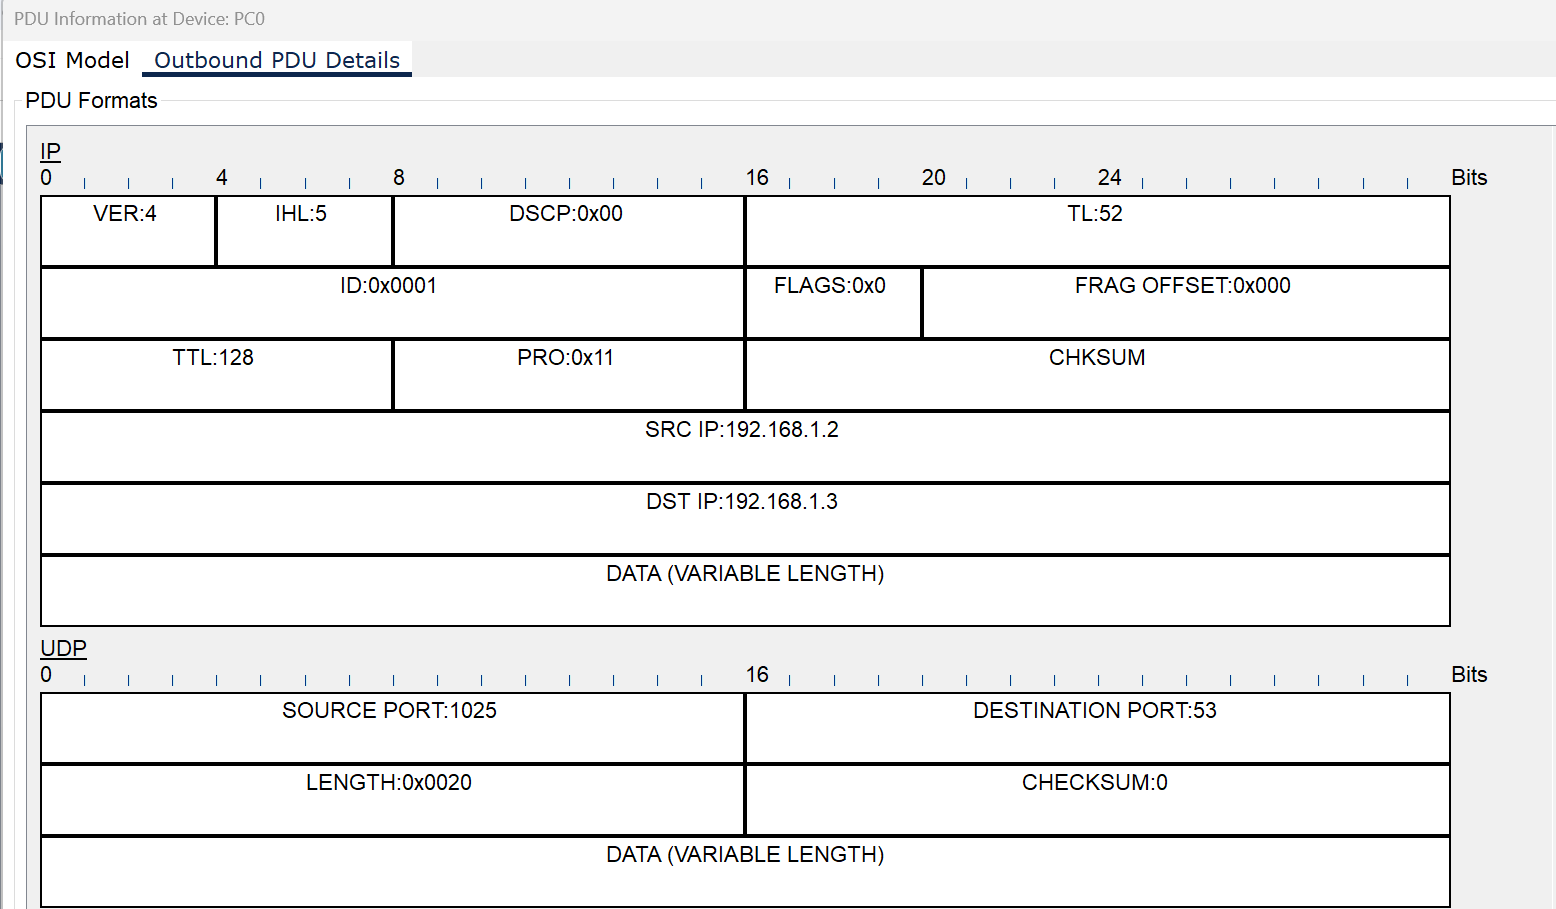 PDU Information at Device: PC0
OSI Model Outbound PDU Details
PDU Formats
IP
0 4 8 16 20 24 Bits
VER:4 IHL:5 DSCP:0x00 TL:52
ID:0x0001 FLAGS:0x0 FRAG OFFSET:0x000
TTL:128 PRO:0x11 CHKSUM
SRC IP:192.168.1.2
DST IP:192.168.1.3
DATA (VARIABLE LENGTH)
UDP
0 16 Bits
SOURCE PORT:1025 DESTINATION PORT:53
LENGTH:0x0020 CHECKSUM:0
DATA (VARIABLE LENGTH)